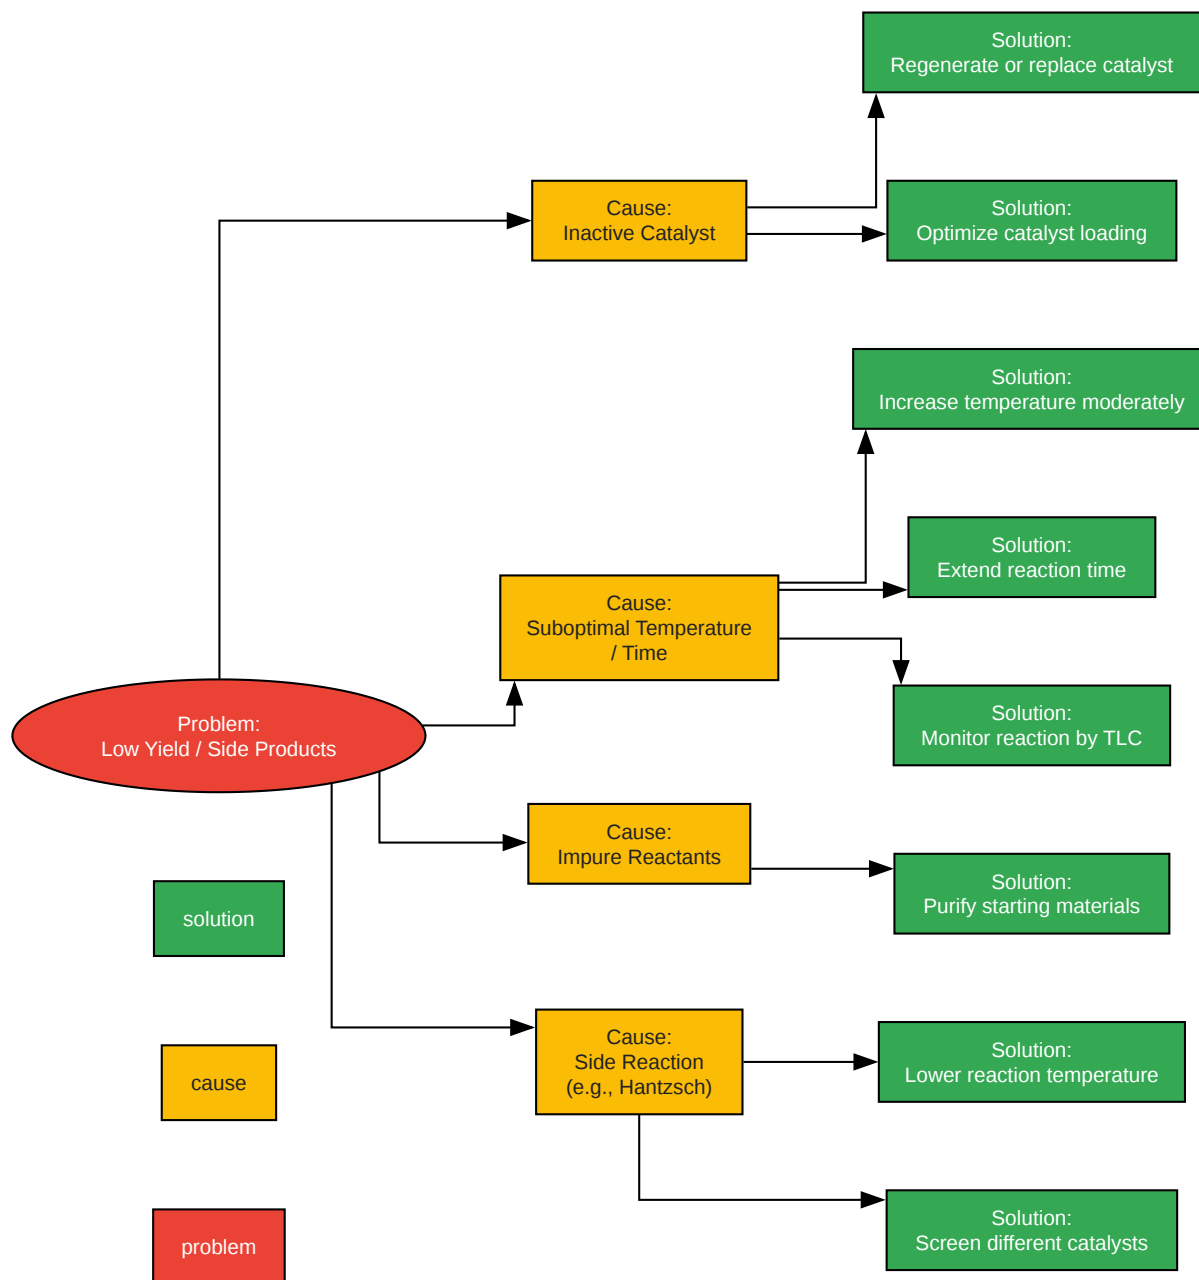 Solution:
Regenerate or replace catalyst
Cause:
Inactive Catalyst
Solution:
Optimize catalyst loading
Solution:
Increase temperature moderately
Solution:
Extend reaction time
Cause:
Suboptimal Temperature
/ Time
Solution:
Monitor reaction by TLC
Problem:
Low Yield / Side Products
Cause:
Impure Reactants
Solution:
Purify starting materials
solution
Cause:
Side Reaction
(e.g., Hantzsch)
Solution:
Lower reaction temperature
cause
Solution:
Screen different catalysts
problem